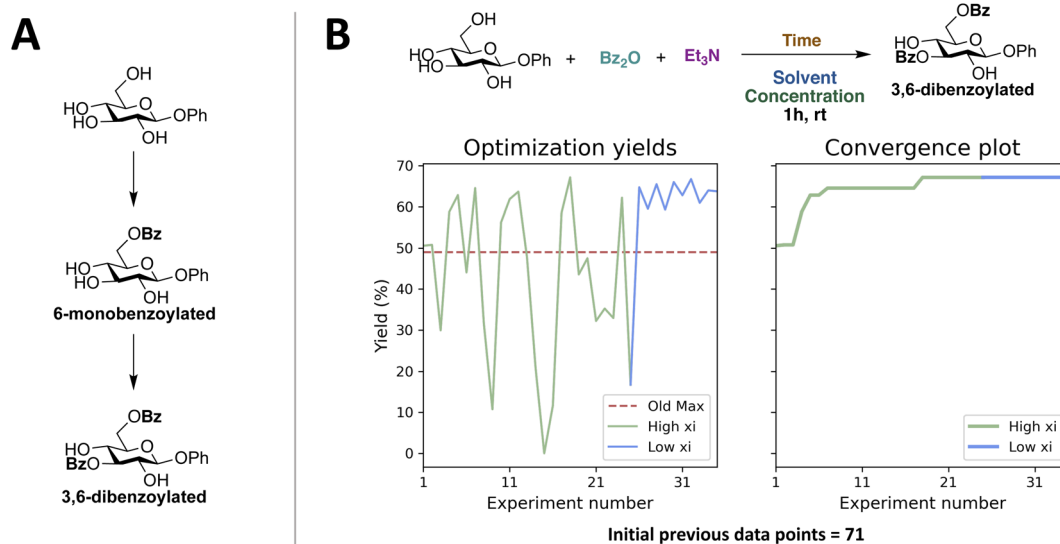 A
OH
HO
HO
O
OPh
OH
OBz
HO
HO
O
OPh
OH
6-monobenzoylated
OBz
HO
BzO
O
OPh
OH
3,6-dibenzoylated
B
OH
HO
HO
O
OPh
OH
+ Bz₂O + Et₃N
Time
Solvent
Concentration
1h, rt
OBz
HO
BzO
O
OPh
OH
3,6-dibenzoylated
Optimization yields
Yield (%)
70
60
50
40
30
20
10
0
Old Max
High xi
Low xi
1 11 21 31
Experiment number
Convergence plot
High xi
Low xi
1 11 21 31
Experiment number
Initial previous data points = 71